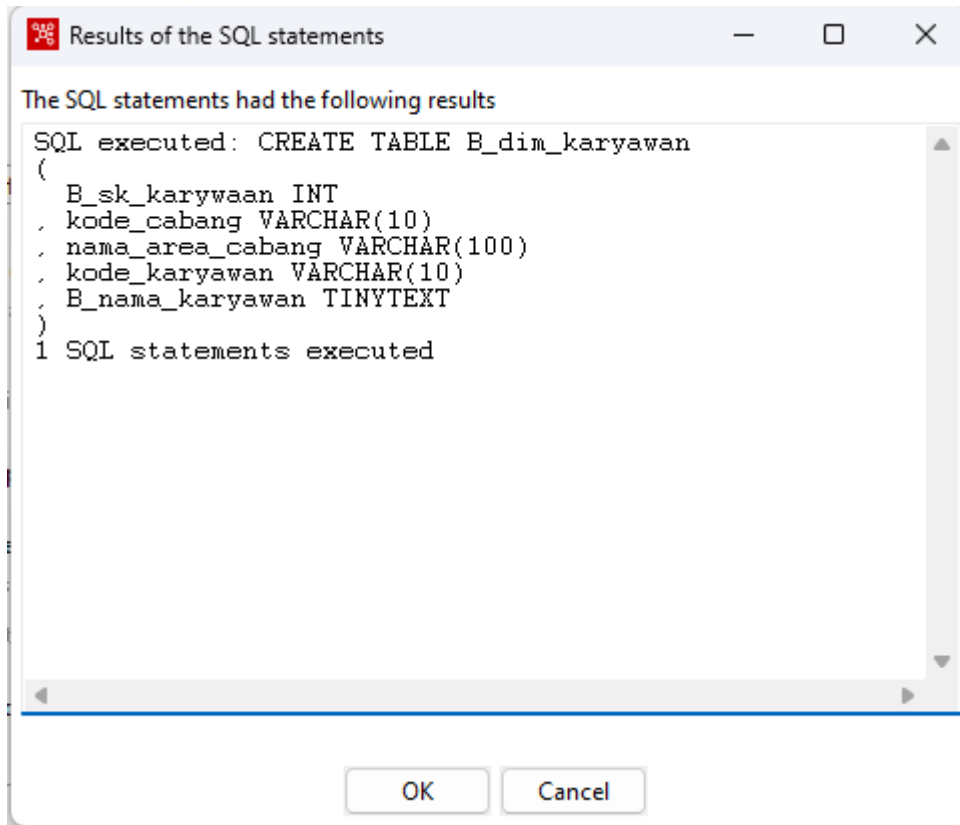 Results of the SQL statements
The SQL statements had the following results
SQL executed: CREATE TABLE B_dim_karyawan
(
  B_sk_karywaan INT
, kode_cabang VARCHAR(10)
, nama_area_cabang VARCHAR(100)
, kode_karyawan VARCHAR(10)
, B_nama_karyawan TINYTEXT
)
1 SQL statements executed
OK
Cancel